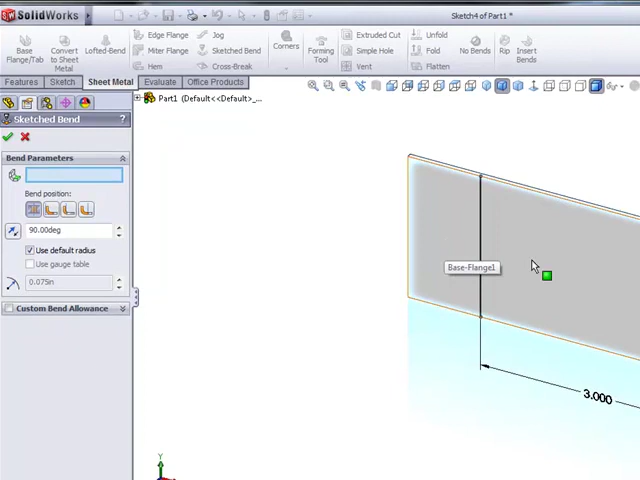 SolidWorks
Sketch4 of Part1 *
Base Flange/Tab
Convert to Sheet Metal
Lofted-Bend
Edge Flange
Miter Flange
Hem
Jog
Sketched Bend
Cross-Break
Corners
Forming Tool
Extruded Cut
Simple Hole
Vent
Unfold
Fold
Flatten
No Bends
Rip
Insert Bends
Features
Sketch
Sheet Metal
Evaluate
Office Products
Part1 (Default<<Default>_...
Sketched Bend
?
Bend Parameters
Bend position:
90.00deg
Use default radius
Use gauge table
0.075in
Custom Bend Allowance
Base-Flange1
3.000
Y